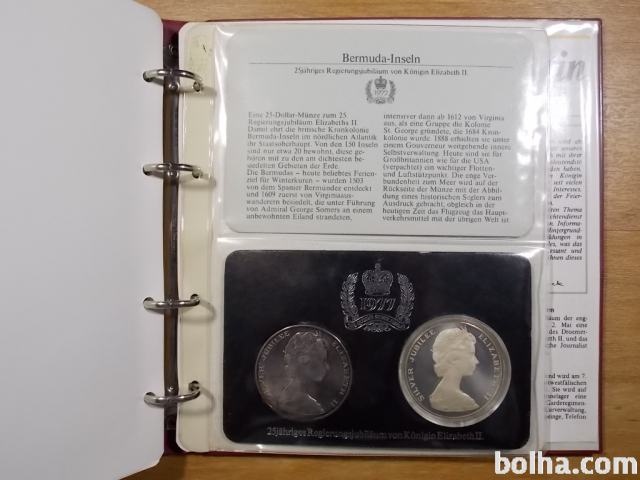 Bermuda-Inseln
25jähriges Regierungsjubiläum von Königin Elizabeth II.
1977
Eine 25-Dollar-Münze zum 25.
Regierungsjubiläum Elizabeths II.
Damit ehrt die britische Kronkolonie
Bermuda-Inseln im nördlichen Atlantik
ihr Staatsoberhaupt. Von den 150 Inseln
sind nur etwa 20 bewohnt, diese ge-
hören mit zu den am dichtesten be-
siedelten Gebieten der Erde.
Die Bermudas – heute beliebtes Ferien-
ziel für Winterkuren – wurden 1503
von dem Spanier Bermúdez entdeckt
und 1609 zuerst von Virginiaaus-
wanderern besiedelt, die unter Führung
von Admiral George Somers an einem
unbewohnten Eiland strandeten,
intensiver dann ab 1612 von Virginia
aus, als eine Gruppe die Kolonie
St. George gründete, die 1684 Kron-
kolonie wurde. 1888 erhielten sie unter
einem Gouverneur weitgehende innere
Selbstverwaltung. Heute sind sie für
Großbritannien wie für die USA
(verpachtet) ein wichtiger Flotten-
und Luftstützpunkt. Die enge Ver-
bundenheit zum Meer wird auf der
Rückseite der Münze mit der Abbil-
dung eines historischen Seglers zum
Ausdruck gebracht, obgleich in der
heutigen Zeit das Flugzeug das Haupt-
verkehrsmittel mit der übrigen Welt ist
1977
SILVER JUBILEE ELIZABETH II
SILVER JUBILEE ELIZABETH II
25jähriges Regierungsjubiläum von Königin Elizabeth II.
bolha.com